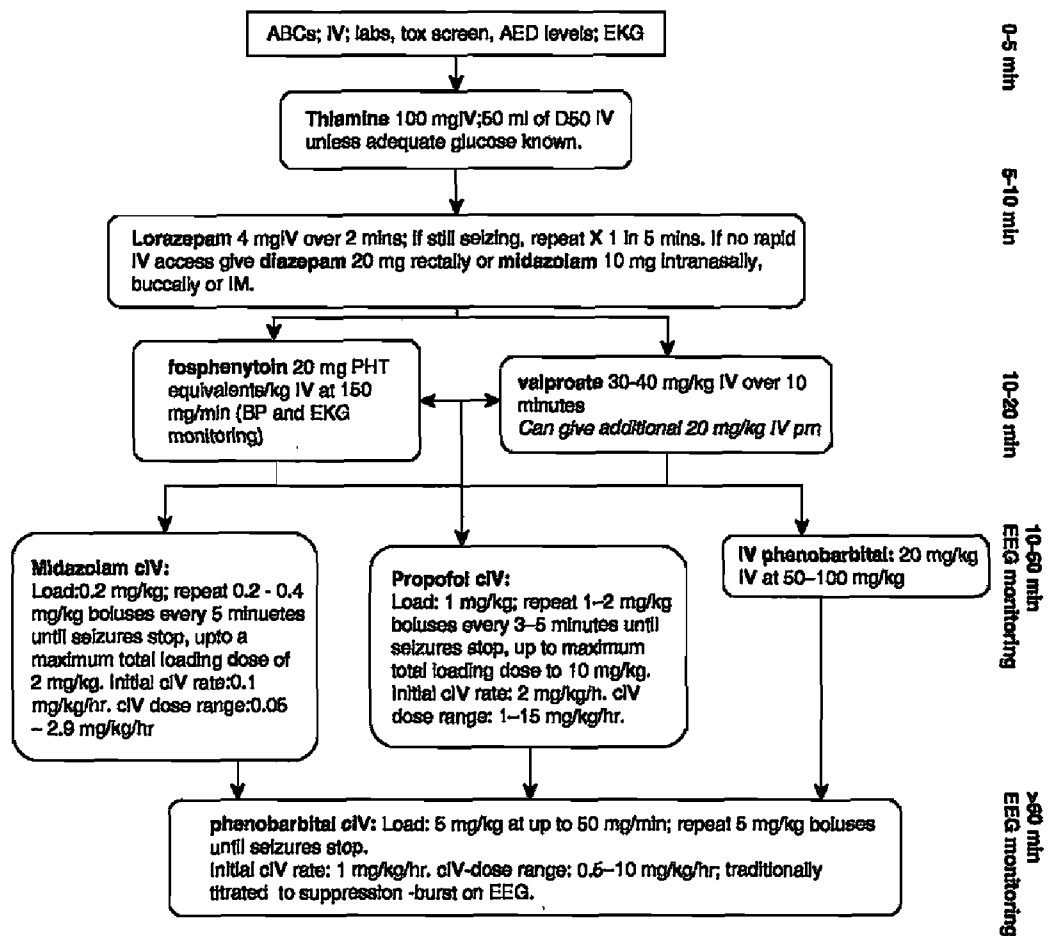 ABCs; IV; labs, tox screen, AED levels; EKG
0-5 min
Thiamine 100 mgIV;50 ml of D50 IV
unless adequate glucose known.
5-10 min
Lorazepam 4 mgIV over 2 mins; if still seizing, repeat X 1 in 5 mins. If no rapid
IV access give diazepam 20 mg rectally or midazolam 10 mg intranasally,
buccally or IM.
fosphenytoin 20 mg PHT
equivalents/kg IV at 150
mg/min (BP and EKG
monitoring)
valproate 30-40 mg/kg IV over 10
minutes
Can give additional 20 mg/kg IV prn
10-20 min
Midazolam cIV:
Load:0.2 mg/kg; repeat 0.2 - 0.4
mg/kg boluses every 5 minuetes
until seizures stop, upto a
maximum total loading dose of
2 mg/kg. Initial cIV rate:0.1
mg/kg/hr. cIV dose range:0.05
– 2.9 mg/kg/hr
Propofol cIV:
Load: 1 mg/kg; repeat 1–2 mg/kg
boluses every 3–5 minutes until
seizures stop, up to maximum
total loading dose to 10 mg/kg.
Initial cIV rate: 2 mg/kg/h. cIV
dose range: 1–15 mg/kg/hr.
IV phenobarbital: 20 mg/kg
IV at 50–100 mg/kg
10-60 min
EEG monitoring
phenobarbital cIV: Load: 5 mg/kg at up to 50 mg/min; repeat 5 mg/kg boluses
until seizures stop.
Initial cIV rate: 1 mg/kg/hr. cIV-dose range: 0.5–10 mg/kg/hr; traditionally
titrated to suppression -burst on EEG.
>60 min
EEG monitoring